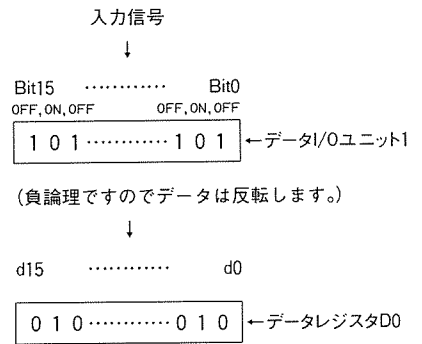 入力信号
↓
Bit15 ………… Bit0
OFF,ON,OFF OFF,ON,OFF
1 0 1…………1 0 1 ←データI/Oユニット1
(負論理ですのでデータは反転します。)
↓
d15 ………… d0
0 1 0…………0 1 0 ←データレジスタD0